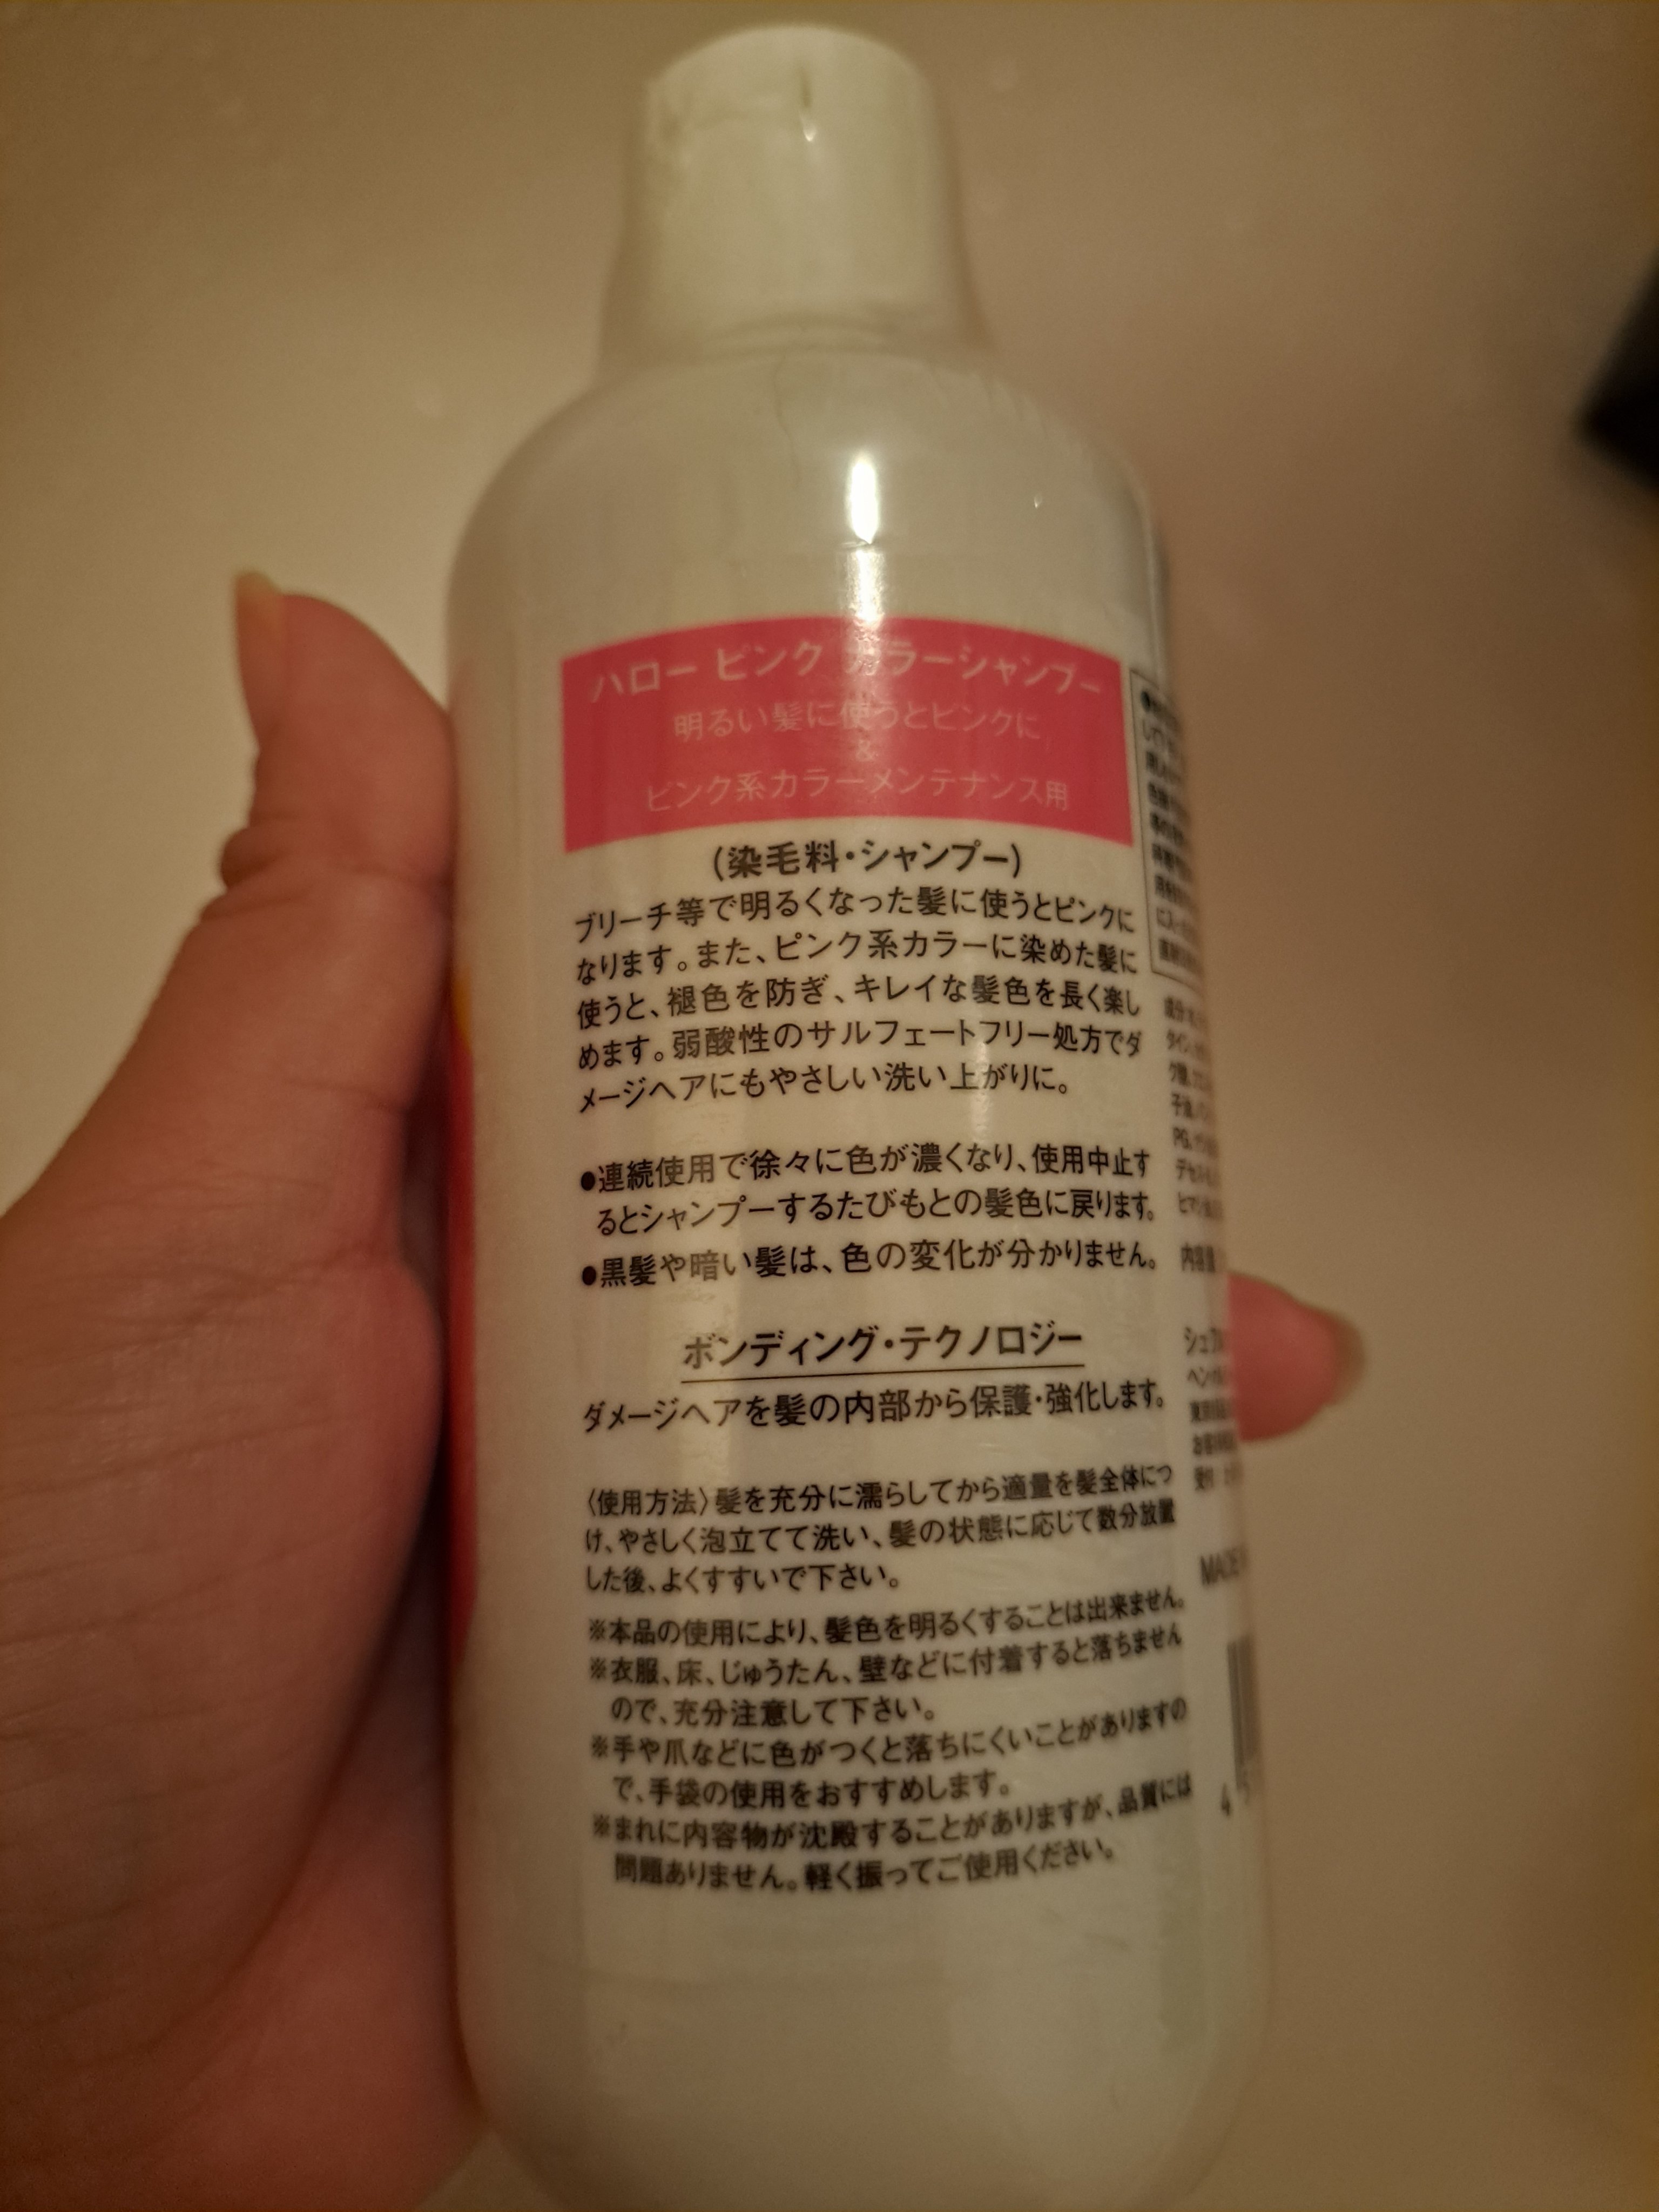 ハロー ピンク カラーシャンプー
明るい髪に使うとピンクに
&
ピンク系カラーメンテナンス用
(染毛料・シャンプー)
ブリーチ等で明るくなった髪に使うとピンクに
なります。また、ピンク系カラーに染めた髪に
使うと、褪色を防ぎ、キレイな髪色を長く楽し
めます。弱酸性のサルフェートフリー処方でダ
メージヘアにもやさしい洗い上がりに。
●連続使用で徐々に色が濃くなり、使用中止す
るとシャンプーするたびもとの髪色に戻ります。
●黒髪や暗い髪は、色の変化が分かりません。
ボンディング・テクノロジー
ダメージヘアを髪の内部から保護・強化します。
〈使用方法〉髪を充分に濡らしてから適量を髪全体につ
け、やさしく泡立てて洗い、髪の状態に応じて数分放置
した後、よくすすいで下さい。
※本品の使用により、髪色を明るくすることは出来ません。
※衣服、床、じゅうたん、壁などに付着すると落ちません
ので、充分注意して下さい。
※手や爪などに色がつくと落ちにくいことがありますの
で、手袋の使用をおすすめします。
※まれに内容物が沈殿することがありますが、品質には
問題ありません。軽く振ってご使用ください。
成分
PG
内容量
MADE
4